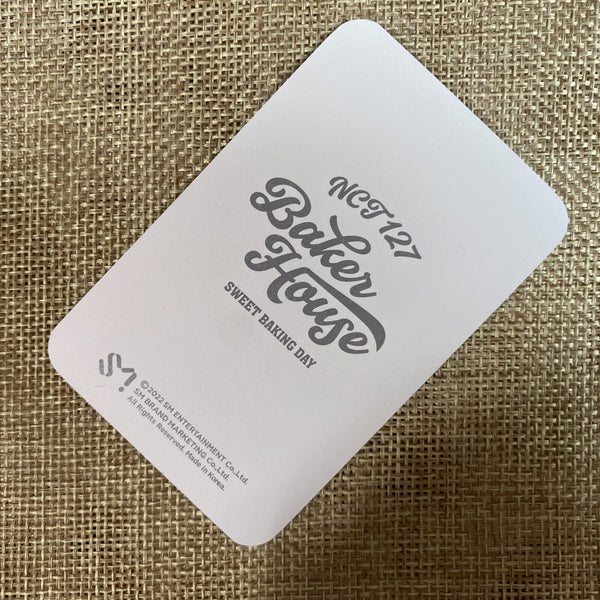 NCT 127
Baker
House
SWEET BAKING DAY
SM
©2022 SM ENTERTAINMENT Co.,Ltd.
SM BRAND MARKETING Co.,Ltd.
All Rights Reserved. Made in Korea.